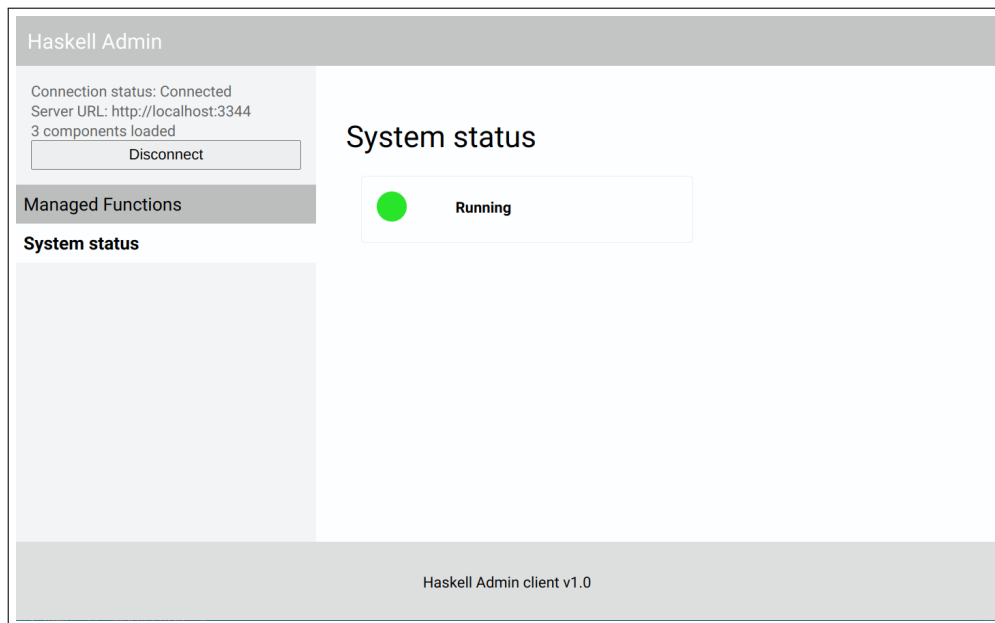 Haskell Admin
Connection status: Connected
Server URL: http://localhost:3344
3 components loaded
Disconnect
Managed Functions
System status
System status
Running
Haskell Admin client v1.0